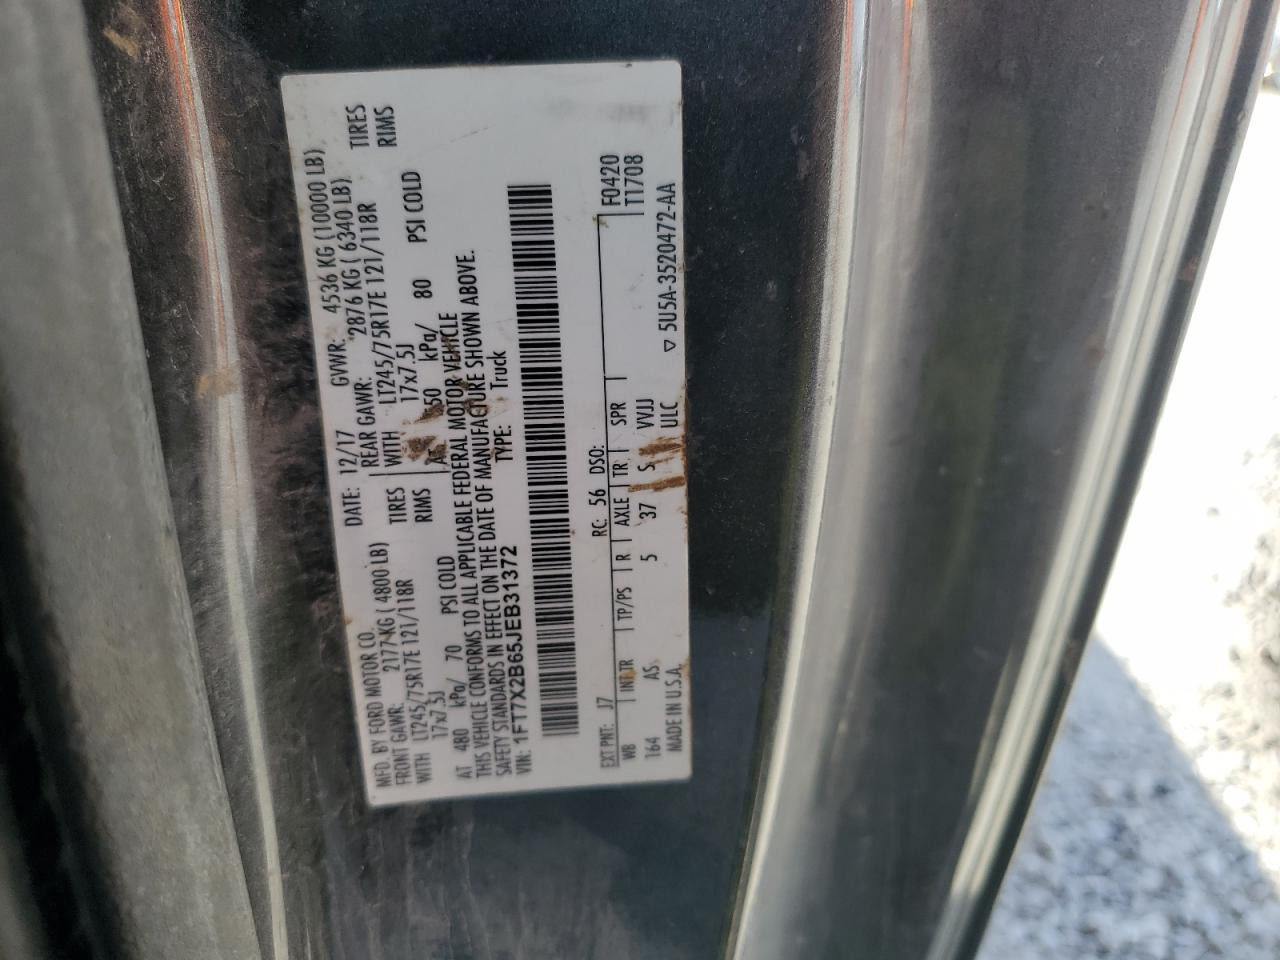 MFD. BY FORD MOTOR CO.
DATE: 12/17 GVWR: 4536 KG (10000 LB)
FRONT GAWR: 2177 KG ( 4800 LB) REAR GAWR: 2876 KG ( 6340 LB)
WITH LT245/75R17E 121/118R TIRES WITH LT245/75R17E 121/118R TIRES
17x7.5J RIMS 17x7.5J RIMS
AT 480 kPa/ 70 PSI COLD AT 50 kPa/ 80 PSI COLD
THIS VEHICLE CONFORMS TO ALL APPLICABLE FEDERAL MOTOR VEHICLE
SAFETY STANDARDS IN EFFECT ON THE DATE OF MANUFACTURE SHOWN ABOVE.
VIN: 1FT7X2B65JEB31372 TYPE: Truck
EXT PNT: J7 RC: 56 DSO: F0420
WB INT TR TP/PS R AXLE TR SPR T1708
164 AS 5 37 S VVJJ
MADE IN U.S.A. ULC ▽ 5U5A-3520472-AA